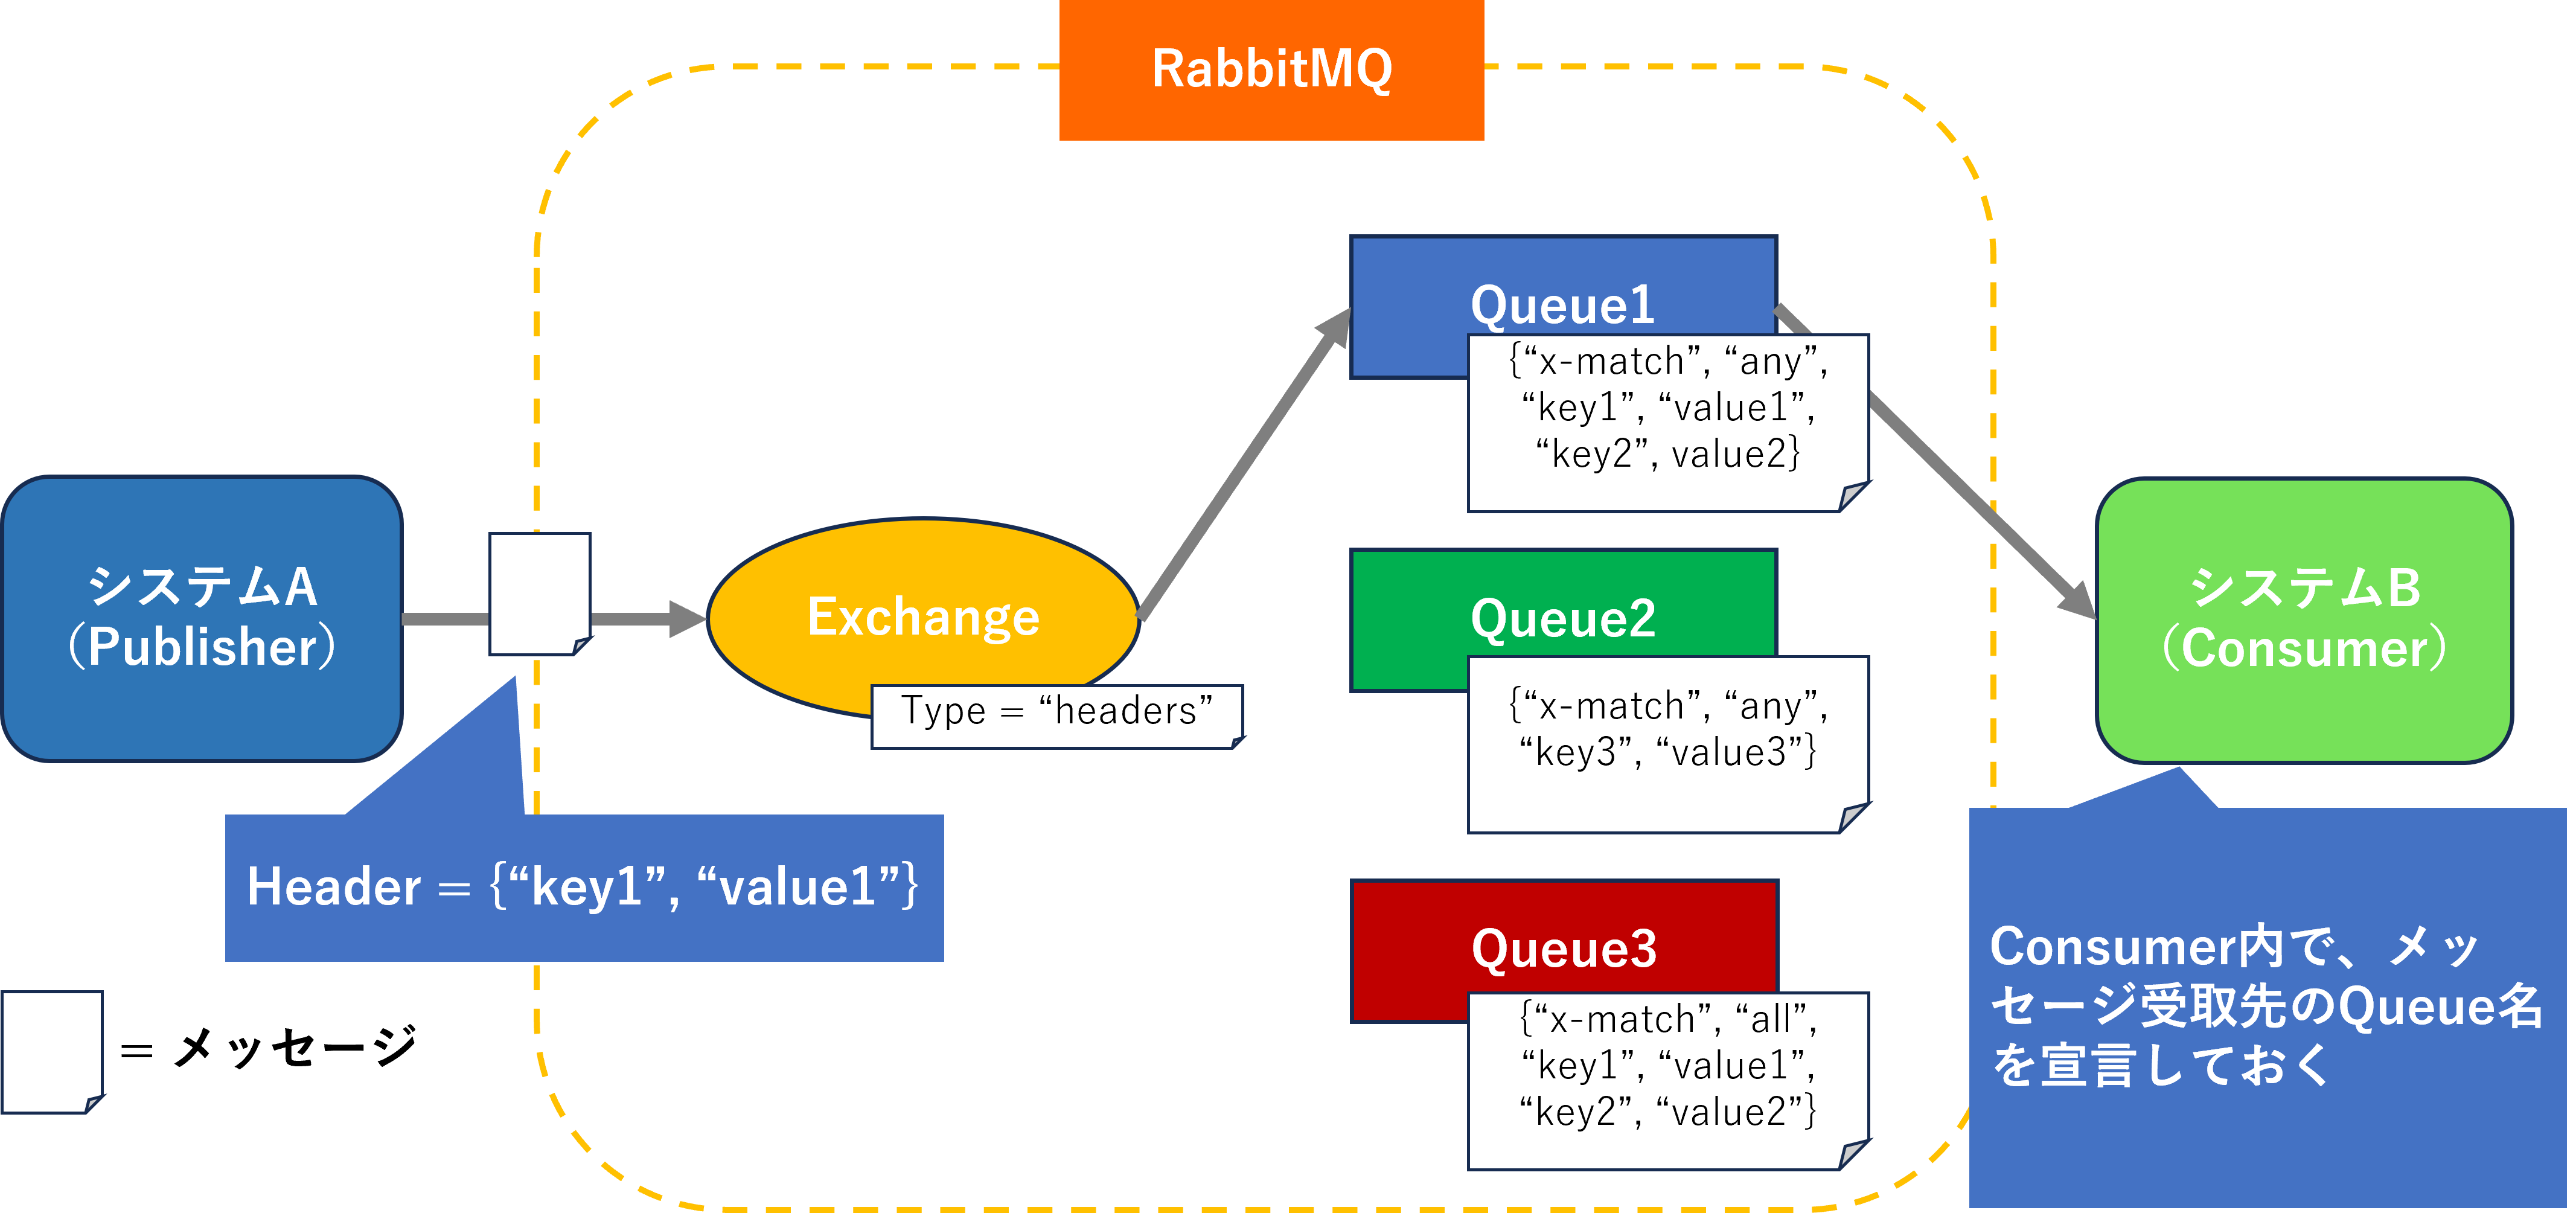 RabbitMQ
Queue1
{“x-match”, “any”,
“key1”, “value1”,
“key2”, value2}
システムA
（Publisher）
Exchange
Type = “headers”
Queue2
{“x-match”, “any”,
“key3”, “value3”}
システムB
（Consumer）
Header = {“key1”, “value1”}
Queue3
{“x-match”, “all”,
“key1”, “value1”,
“key2”, “value2”}
Consumer内で、メッ
セージ受取先のQueue名
を宣言しておく
= メッセージ